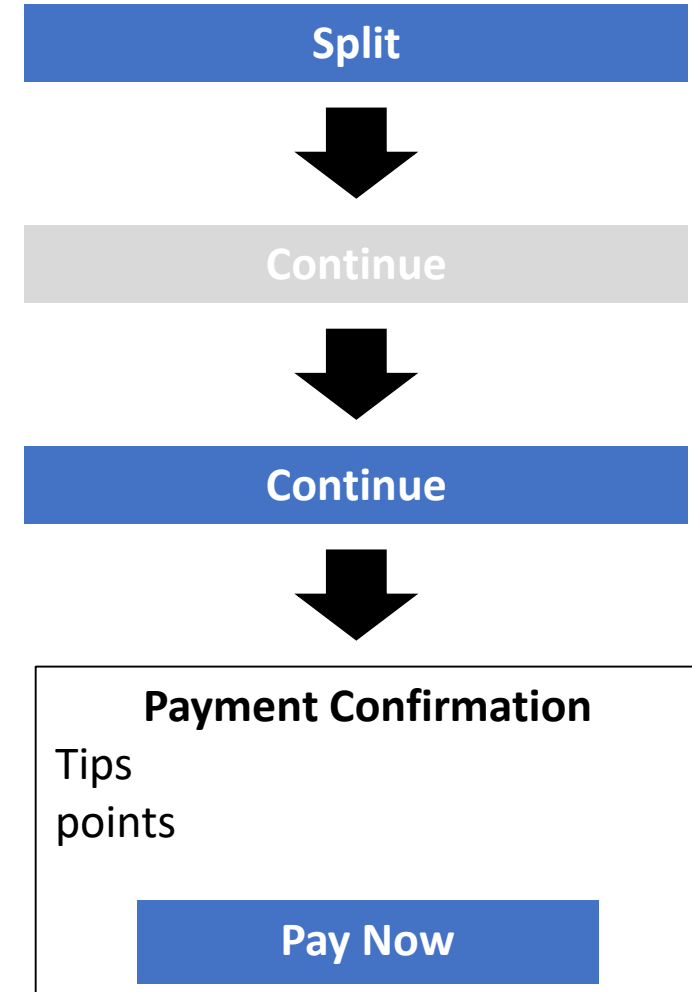 Split
Continue
Continue
Payment Confirmation
Tips
points
Pay Now